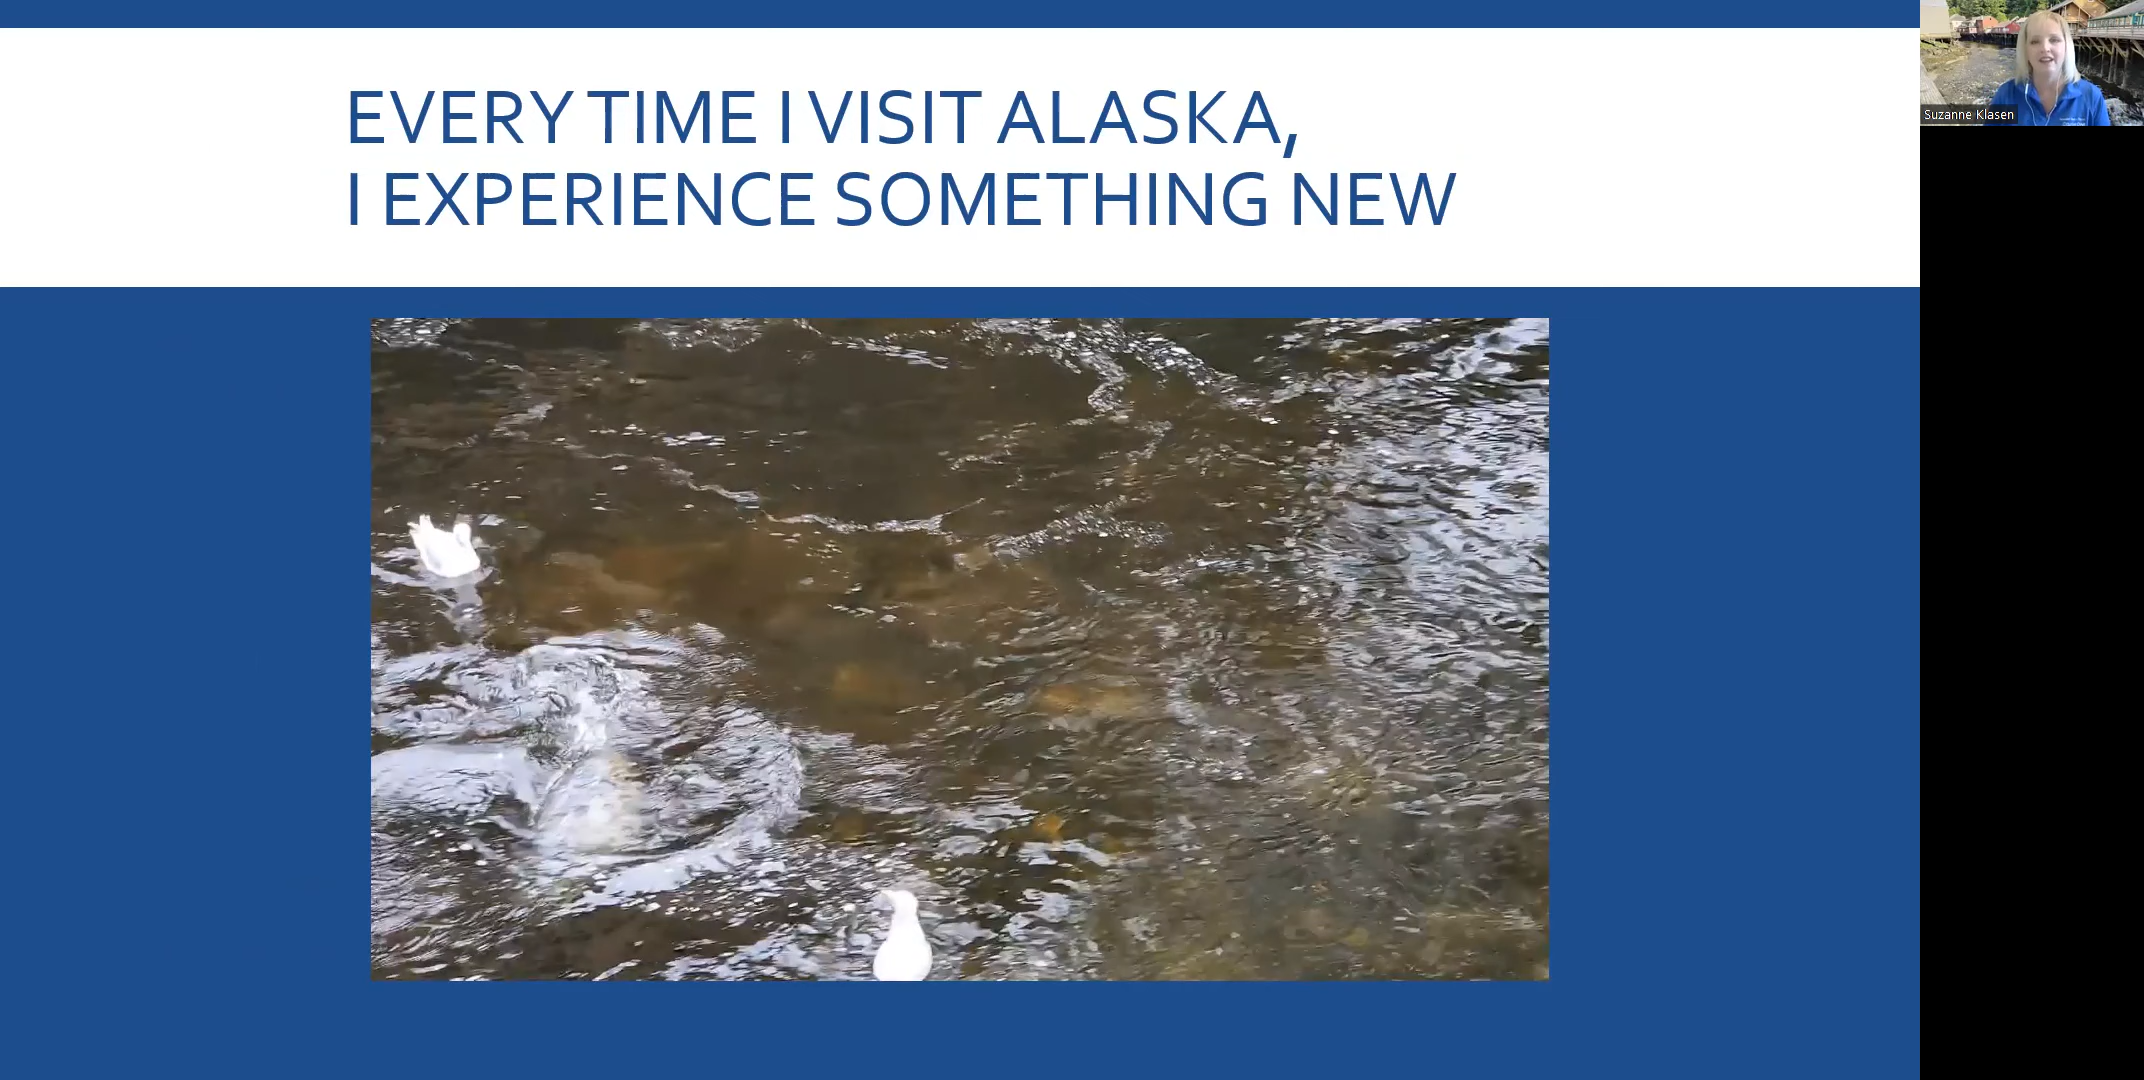 EVERY TIME I VISIT ALASKA,
I EXPERIENCE SOMETHING NEW
Suzanne Klasen